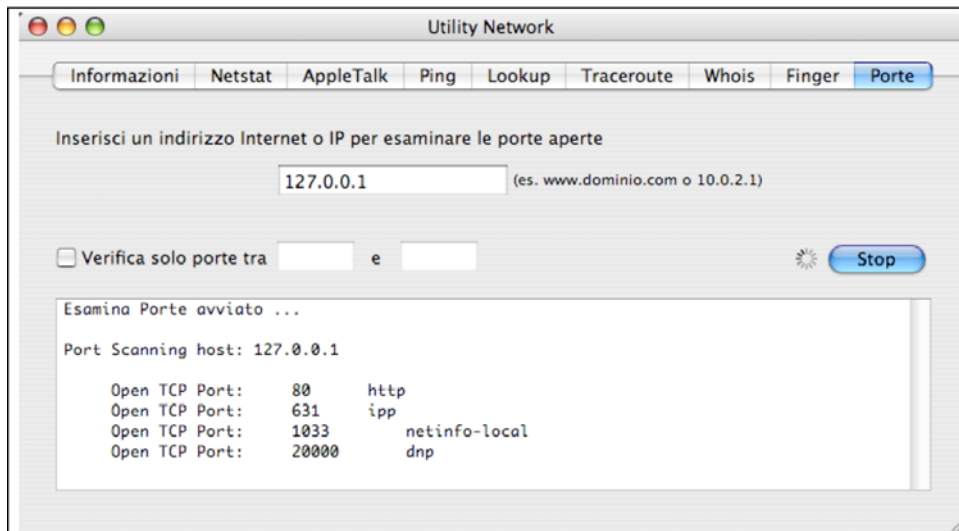 Utility Network
Informazioni Netstat AppleTalk Ping Lookup Traceroute Whois Finger Porte
Inserisci un indirizzo Internet o IP per esaminare le porte aperte
127.0.0.1 (es. www.dominio.com o 10.0.2.1)
Verifica solo porte tra e Stop
Esamina Porte avviato ...
Port Scanning host: 127.0.0.1
Open TCP Port: 80 http
Open TCP Port: 631 ipp
Open TCP Port: 1033 netinfo-local
Open TCP Port: 20000 dnp